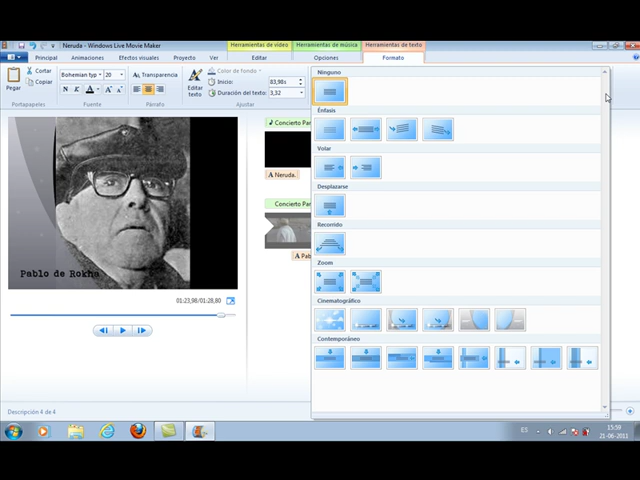 Neruda - Windows Live Movie Maker
Herramientas de vídeo
Herramientas de música
Herramientas de texto
Principal
Animaciones
Efectos visuales
Proyecto
Ver
Editar
Opciones
Formato
Pegar
Cortar
Copiar
Portapapeles
Bohemian typ
20
Transparencia
N
Fuente
Párrafo
Editar
texto
Color de fondo
Inicio:
83,98s
Duración del texto:
3,32
Ajustar
Ninguno
Énfasis
Volar
Desplazarse
Recorrido
Zoom
Cinematográfico
Contemporáneo
Concierto Par
A Neruda.
Concierto Par
A Pab
Pablo de Rokha
01:23,98/01:28,80
Descripción 4 de 4
ES
15:59
21-06-2011